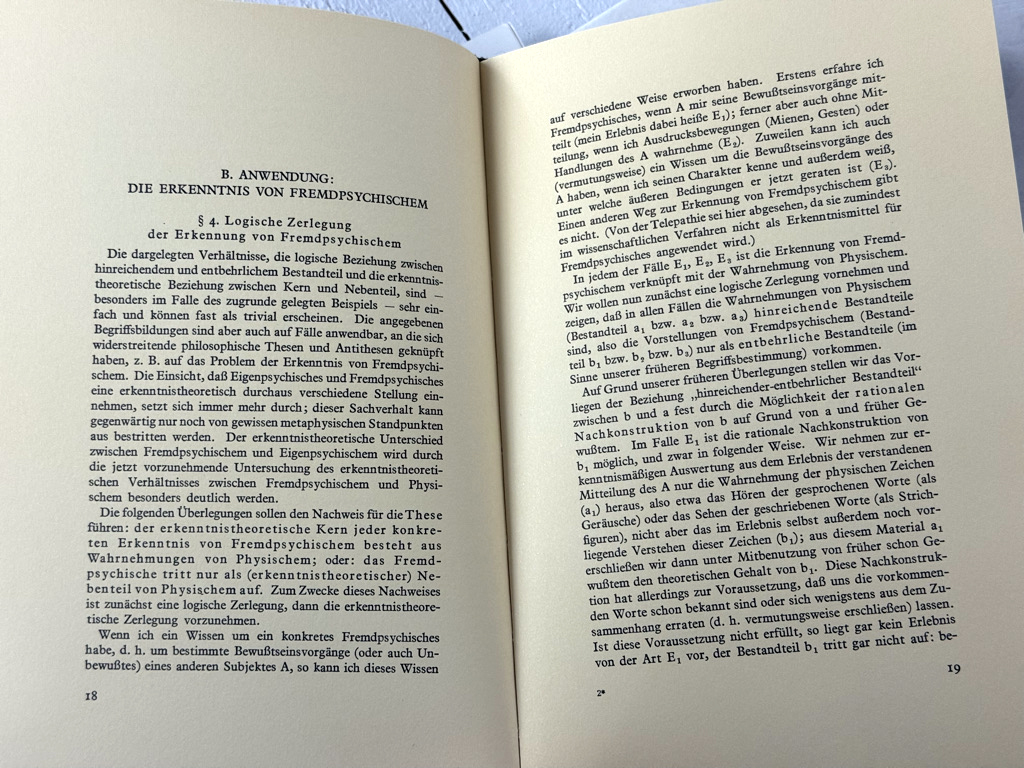 B. ANWENDUNG:
DIE ERKENNTNIS VON FREMDPSYCHISCHEM
§ 4. Logische Zerlegung
der Erkennung von Fremdpsychischem
Die dargelegten Verhältnisse, die logische Beziehung zwischen
hinreichendem und entbehrlichem Bestandteil und die erkenntnis-
theoretische Beziehung zwischen Kern und Nebenteil, sind —
besonders im Falle des zugrunde gelegten Beispiels — sehr ein-
fach und können fast als trivial erscheinen. Die angegebenen
Begriffsbildungen sind aber auch auf Fälle anwendbar, an die sich
widerstreitende philosophische Thesen und Antithesen geknüpft
haben, z. B. auf das Problem der Erkenntnis von Fremdpsychi-
schem. Die Einsicht, daß Eigenpsychisches und Fremdpsychisches
eine erkenntnistheoretisch durchaus verschiedene Stellung ein-
nehmen, setzt sich immer mehr durch; dieser Sachverhalt kann
gegenwärtig nur noch von gewissen metaphysischen Standpunkten
aus bestritten werden. Der erkenntnistheoretische Unterschied
zwischen Fremdpsychischem und Eigenpsychischem wird durch
die jetzt vorzunehmende Untersuchung des erkenntnistheoreti-
schen Verhältnisses zwischen Fremdpsychischem und Physi-
schem besonders deutlich werden.
Die folgenden Überlegungen sollen den Nachweis für die These
führen: der erkenntnistheoretische Kern jeder konkre-
ten Erkenntnis von Fremdpsychischem besteht aus
Wahrnehmungen von Physischem; oder: das Fremd-
psychische tritt nur als (erkenntnistheoretischer) Ne-
benteil von Physischem auf. Zum Zwecke dieses Nachweises
ist zunächst eine logische Zerlegung, dann die erkenntnistheore-
tische Zerlegung vorzunehmen.
Wenn ich ein Wissen um ein konkretes Fremdpsychisches
habe, d. h. um bestimmte Bewußtseinsvorgänge (oder auch Un-
bewußtes) eines anderen Subjektes A, so kann ich dieses Wissen
18
auf verschiedene Weise erworben haben. Erstens erfahre ich
Fremdpsychisches, wenn A mir seine Bewußtseinsvorgänge mit-
teilt (mein Erlebnis dabei heiße E₁); ferner aber auch ohne Mit-
teilung, wenn ich Ausdrucksbewegungen (Mienen, Gesten) oder
Handlungen des A wahrnehme (E₂). Zuweilen kann ich auch
(vermutungsweise) ein Wissen um die Bewußtseinsvorgänge des
A haben, wenn ich seinen Charakter kenne und außerdem weiß,
unter welche äußeren Bedingungen er jetzt geraten ist (E₃).
Einen anderen Weg zur Erkennung von Fremdpsychischem gibt
es nicht. (Von der Telepathie sei hier abgesehen, da sie zumindest
im wissenschaftlichen Verfahren nicht als Erkenntnismittel für
Fremdpsychisches angewendet wird.)
In jedem der Fälle E₁, E₂, E₃ ist die Erkennung von Fremd-
psychischem verknüpft mit der Wahrnehmung von Physischem.
Wir wollen nun zunächst eine logische Zerlegung vornehmen und
zeigen, daß in allen Fällen die Wahrnehmungen von Physischem
(Bestandteil a₁ bzw. a₂ bzw. a₃) hinreichende Bestandteile
sind, also die Vorstellungen von Fremdpsychischem (Bestand-
teil b₁ bzw. b₂ bzw. b₃) nur als entbehrliche Bestandteile (im
Sinne unserer früheren Begriffsbestimmung) vorkommen.
Auf Grund unserer früheren Überlegungen stellen wir das Vor-
liegen der Beziehung „hinreichender-entbehrlicher Bestandteil“
zwischen b und a fest durch die Möglichkeit der rationalen
Nachkonstruktion von b auf Grund von a und früher Ge-
wußtem. Im Falle E₁ ist die rationale Nachkonstruktion von
b₁ möglich, und zwar in folgender Weise. Wir nehmen zur er-
kenntnismäßigen Auswertung aus dem Erlebnis der verstandenen
Mitteilung des A nur die Wahrnehmung der physischen Zeichen
(a₁) heraus, also etwa das Hören der gesprochenen Worte (als
Geräusche) oder das Sehen der geschriebenen Worte (als Strich-
figuren), nicht aber das im Erlebnis selbst außerdem noch vor-
liegende Verstehen dieser Zeichen (b₁); aus diesem Material a₁
erschließen wir dann unter Mitbenutzung von früher schon Ge-
wußtem den theoretischen Gehalt von b₁. Diese Nachkonstruk-
tion hat allerdings zur Voraussetzung, daß uns die vorkommen-
den Worte schon bekannt sind oder sich wenigstens aus dem Zu-
sammenhang erraten (d. h. vermutungsweise erschließen) lassen.
Ist diese Voraussetzung nicht erfüllt, so liegt gar kein Erlebnis
von der Art E₁ vor, der Bestandteil b₁ tritt gar nicht auf: be-
2*
19